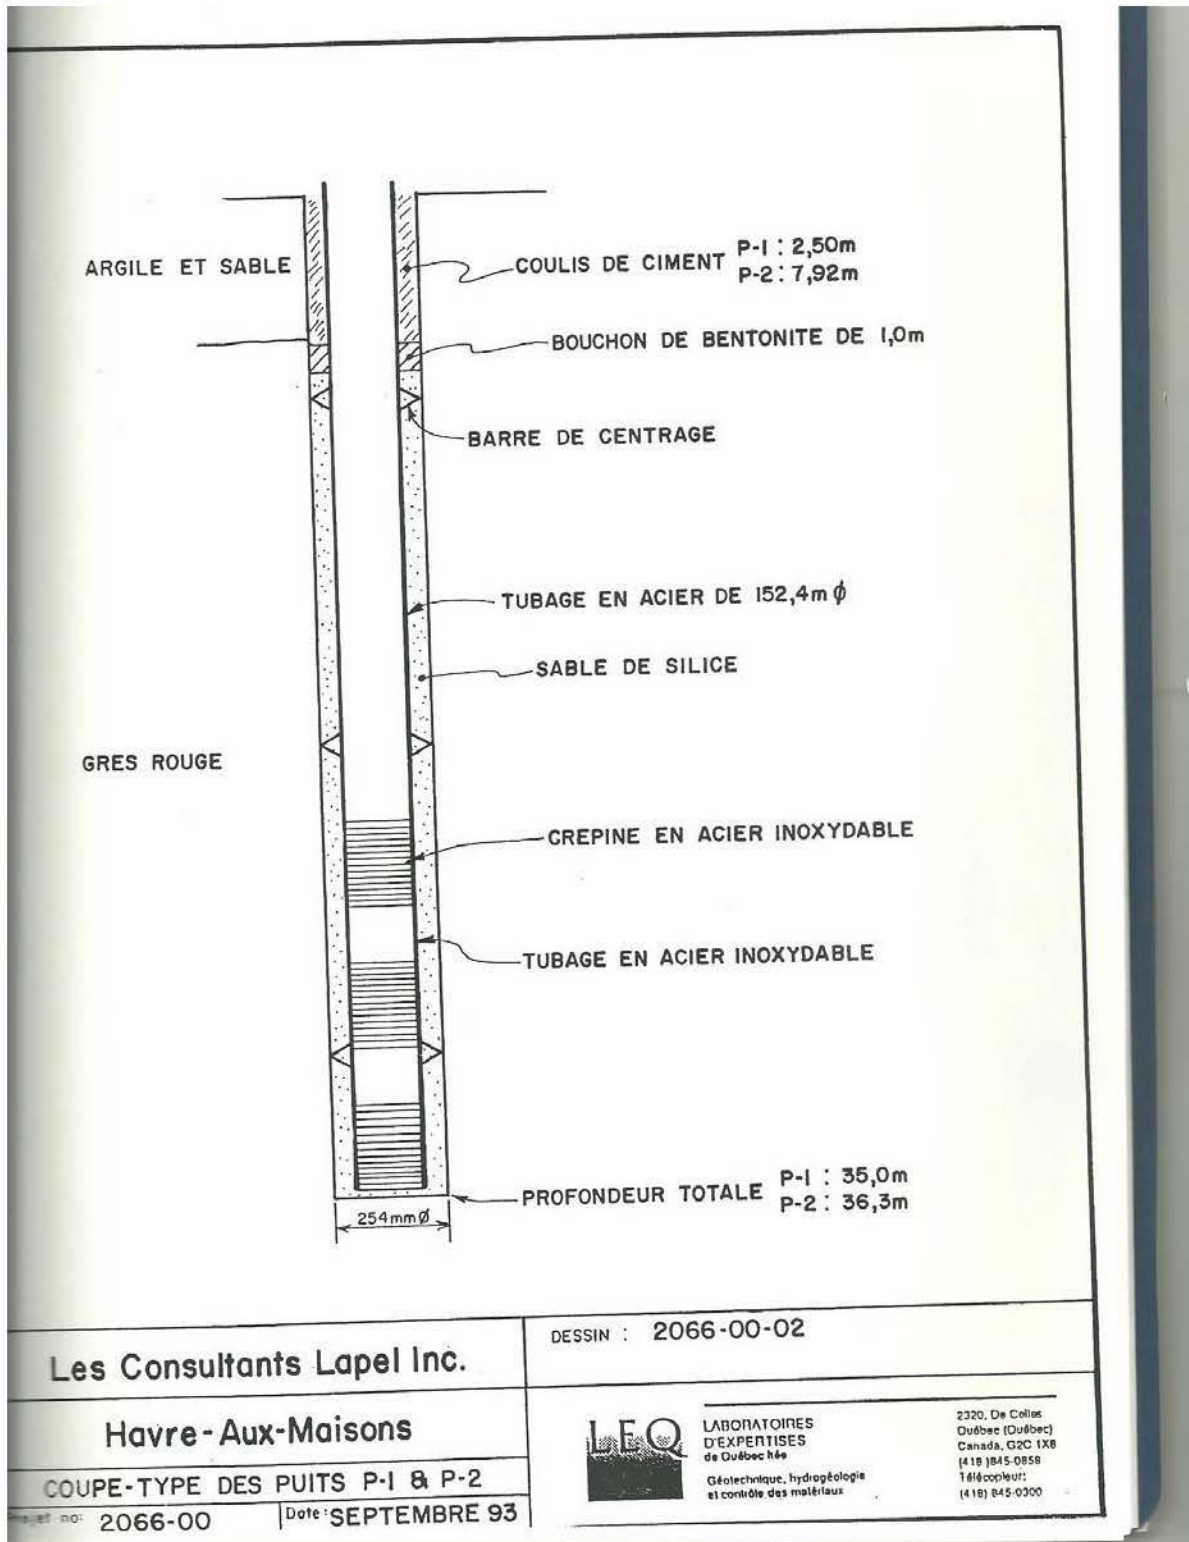 ARGILE ET SABLE
COULIS DE CIMENT P-1 : 2,50m
P-2 : 7,92m
BOUCHON DE BENTONITE DE 1,0m
BARRE DE CENTRAGE
TUBAGE EN ACIER DE 152,4m ϕ
SABLE DE SILICE
GRES ROUGE
CREPINE EN ACIER INOXYDABLE
TUBAGE EN ACIER INOXYDABLE
PROFONDEUR TOTALE P-1 : 35,0m
P-2 : 36,3m
254mm Ø
Les Consultants Lapel Inc.
DESSIN : 2066-00-02
Havre-Aux-Maisons
COUPE-TYPE DES PUITS P-1 & P-2
no: 2066-00
Date: SEPTEMBRE 93
LEQ
LABORATOIRES
D'EXPERTISES
de Québec ltée
Géotechnique, hydrogéologie
et contrôle des matériaux
2320, De Celles
Québec (Québec)
Canada, G2C 1X8
(418) 845-0858
Télécopieur:
(418) 845-0300